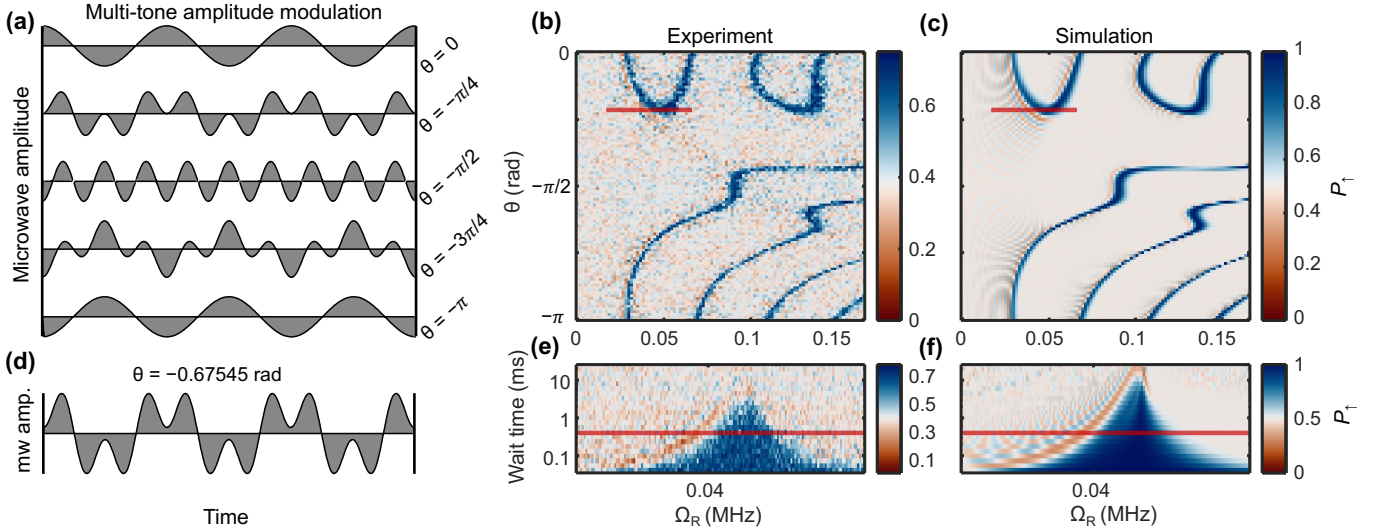 (a)
Multi-tone amplitude modulation
Microwave amplitude
θ = 0
θ = −π/4
θ = −π/2
θ = −3π/4
θ = −π
(b)
Experiment
θ (rad)
0
−π/2
−π
0
0.05
0.1
0.15
0.6
0.4
0.2
0
(c)
Simulation
0
0.05
0.1
0.15
1
0.8
0.6
0.4
0.2
0
P↑
(d)
θ = −0.67545 rad
mw amp.
Time
(e)
Wait time (ms)
10
1
0.1
0.04
Ω_R (MHz)
0.7
0.5
0.3
0.1
(f)
0.04
Ω_R (MHz)
1
0.5
0
P↑